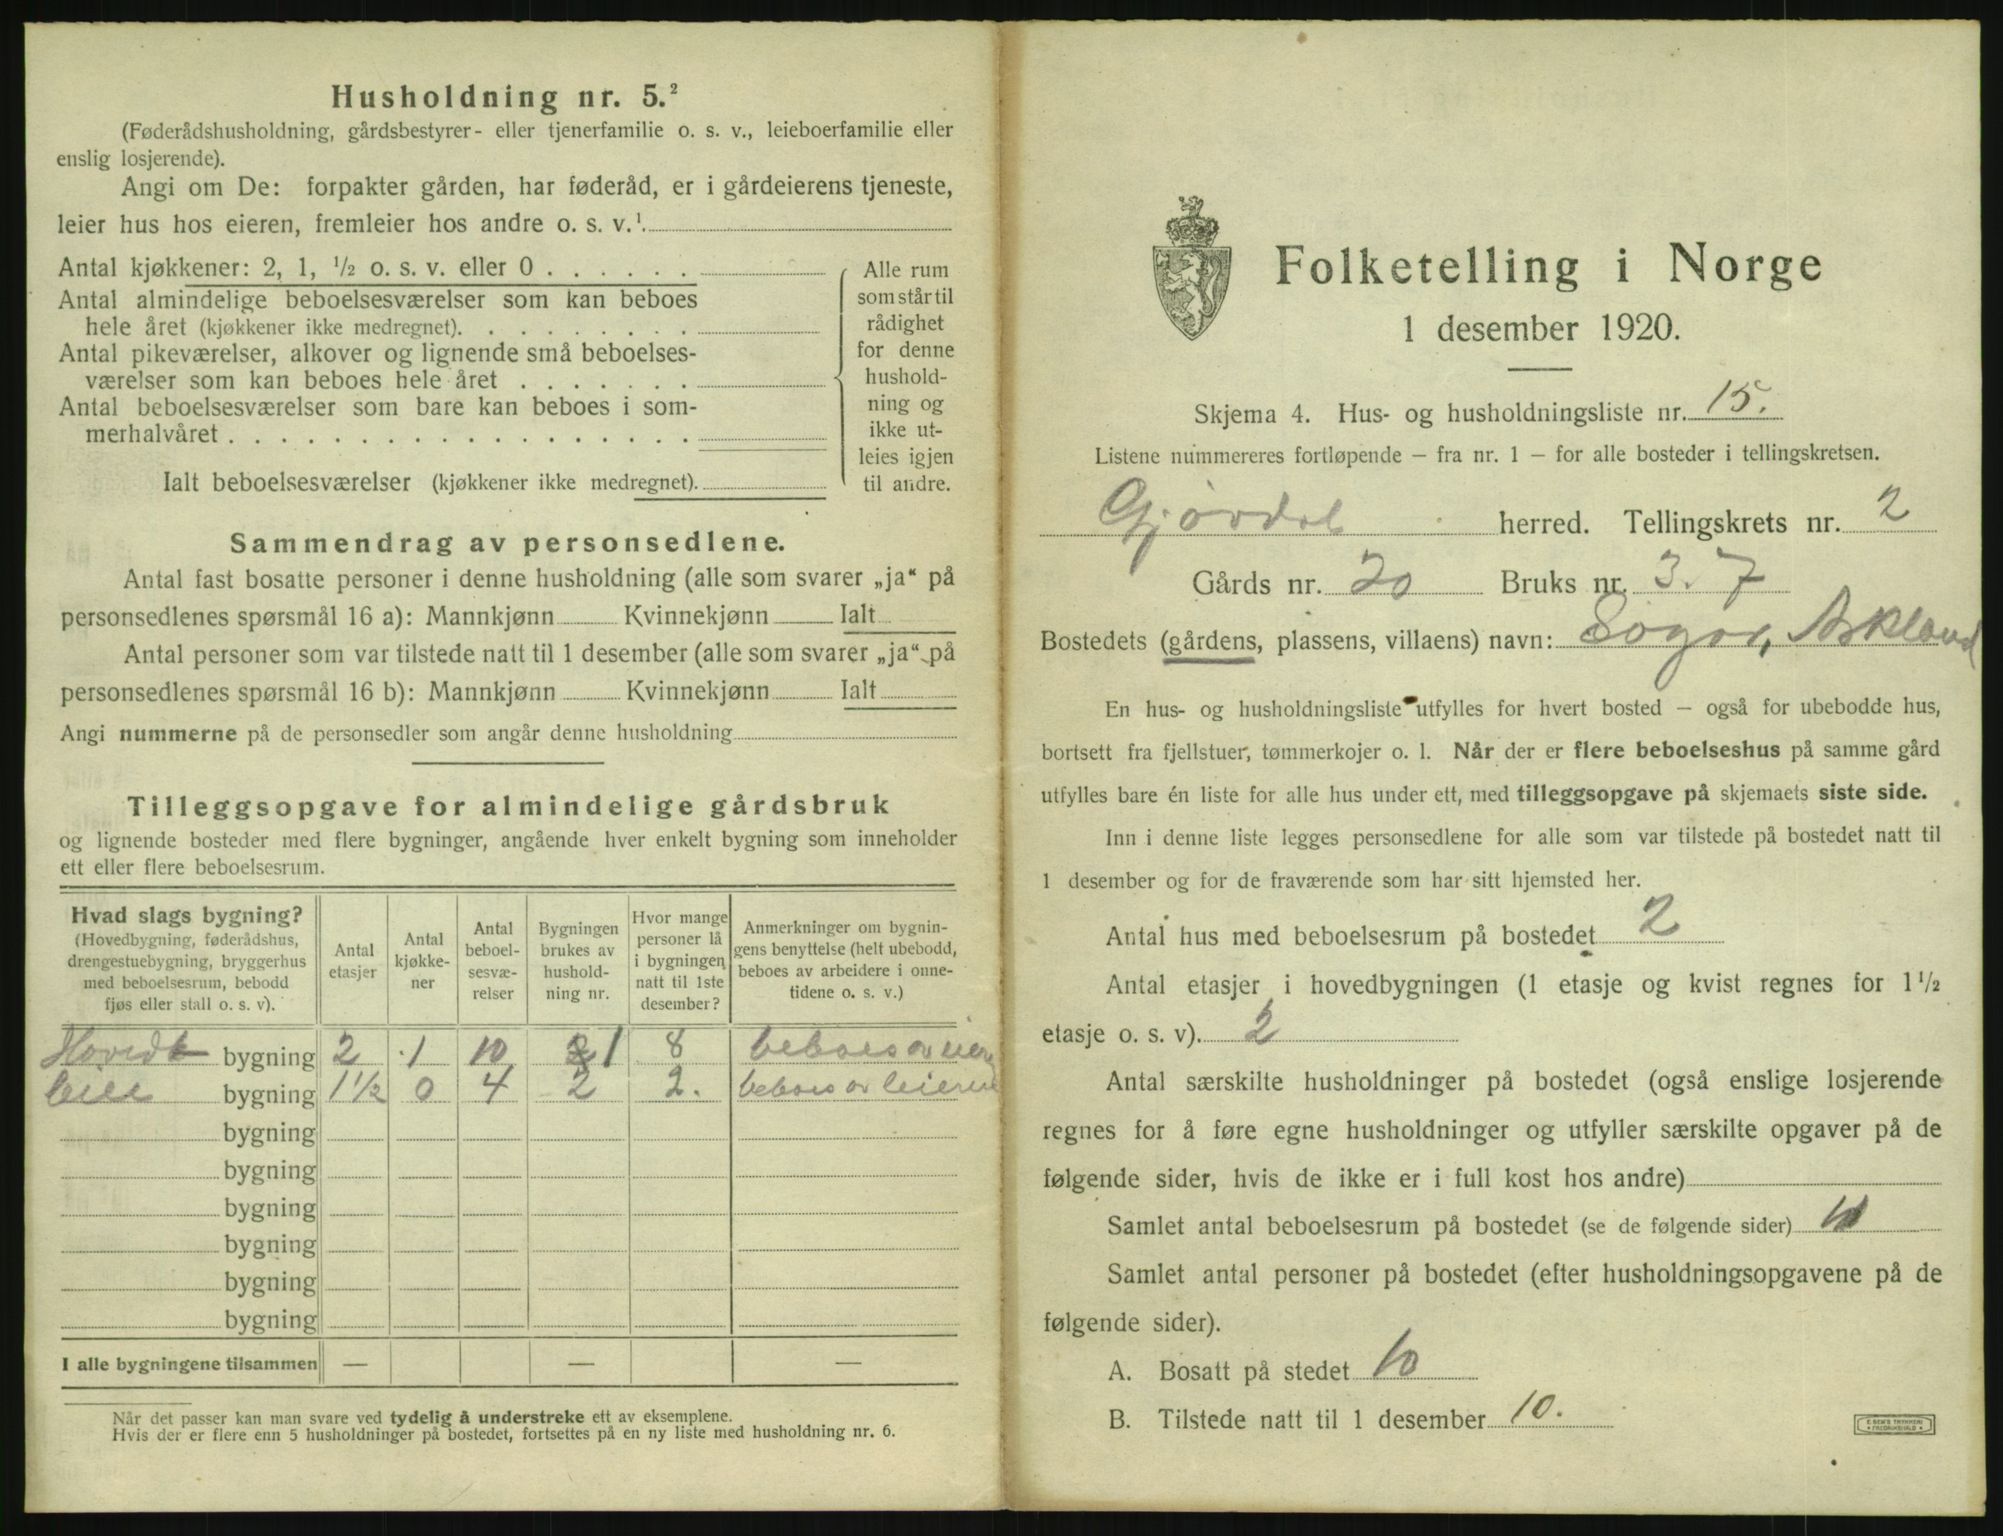 Husholdning nr. 5.²
(Føderådshusholdning, gårdsbestyrer- eller tjenerfamilie o. s. v., leieboerfamilie eller
enslig losjerende).
Angi om De: forpakter gården, har føderåd, er i gårdeierens tjeneste,
leier hus hos eieren, fremleier hos andre o. s. v.¹.
Antal kjøkkener: 2, 1, ½ o. s. v. eller 0 . . . . . .
Antal almindelige beboelsesværelser som kan beboes
hele året (kjøkkener ikke medregnet). . . . . . . . .
Antal pikeværelser, alkover og lignende små beboelses-
værelser som kan beboes hele året . . . . . . .
Antal beboelsesværelser som bare kan beboes i som-
merhalvåret . . . . . . . . . . . . . . . . . .
Ialt beboelsesværelser (kjøkkener ikke medregnet).
Alle rum
som står til
rådighet
for denne
hushold-
ning og
ikke ut-
leies igjen
til andre.
Sammendrag av personsedlene.
Antal fast bosatte personer i denne husholdning (alle som svarer „ja“ på
personsedlenes spørsmål 16 a): Mannkjønn Kvinnekjønn Ialt
Antal personer som var tilstede natt til 1 desember (alle som svarer „ja“ på
personsedlenes spørsmål 16 b): Mannkjønn Kvinnekjønn Ialt
Angi nummerne på de personsedler som angår denne husholdning
Tilleggsopgave for almindelige gårdsbruk
og lignende bosteder med flere bygninger, angående hver enkelt bygning som inneholder
ett eller flere beboelsesrum.
Hvad slags bygning?
(Hovedbygning, føderådshus,
drengestuebygning, bryggerhus
med beboelsesrum, bebodd
fjøs eller stall o. s. v).
Antal
etasjer
Antal
kjøkke-
ner
Antal
beboel-
sesvæ-
relser
Bygningen
brukes av
hushold-
ning nr.
Hvor mange
personer lå
i bygningen
natt til 1ste
desember?
Anmerkninger om bygnin-
gens benyttelse (helt ubebodd,
beboes av arbeidere i onne-
tidene o. s. v.)
bygning 2 1 10 1 8 beboes av
bygning 1½ 0 4 2 2. beboes av
bygning
bygning
bygning
bygning
bygning
bygning
I alle bygningene tilsammen — — —
Når det passer kan man svare ved tydelig å understreke ett av eksemplene.
Hvis der er flere enn 5 husholdninger på bostedet, fortsettes på en ny liste med husholdning nr. 6.
Folketelling i Norge
1 desember 1920.
Skjema 4. Hus- og husholdningsliste nr. 15.
Listene nummereres fortløpende – fra nr. 1 – for alle bosteder i tellingskretsen.
Gjøvdal herred. Tellingskrets nr. 2
Gårds nr. 20 Bruks nr. 3. 7
Bostedets (gårdens, plassens, villaens) navn: Askland
En hus- og husholdningsliste utfylles for hvert bosted – også for ubebodde hus,
bortsett fra fjellstuer, tømmerkojer o. l. Når der er flere beboelseshus på samme gård
utfylles bare én liste for alle hus under ett, med tilleggsopgave på skjemaets siste side.
Inn i denne liste legges personsedlene for alle som var tilstede på bostedet natt til
1 desember og for de fraværende som har sitt hjemsted her.
Antal hus med beboelsesrum på bostedet 2
Antal etasjer i hovedbygningen (1 etasje og kvist regnes for 1½
etasje o. s. v). 2
Antal særskilte husholdninger på bostedet (også enslige losjerende
regnes for å føre egne husholdninger og utfyller særskilte opgaver på de
følgende sider, hvis de ikke er i full kost hos andre)
Samlet antal beboelsesrum på bostedet (se de følgende sider)
Samlet antal personer på bostedet (efter husholdningsopgavene på de
følgende sider).
A. Bosatt på stedet 10
B. Tilstede natt til 1 desember 10.